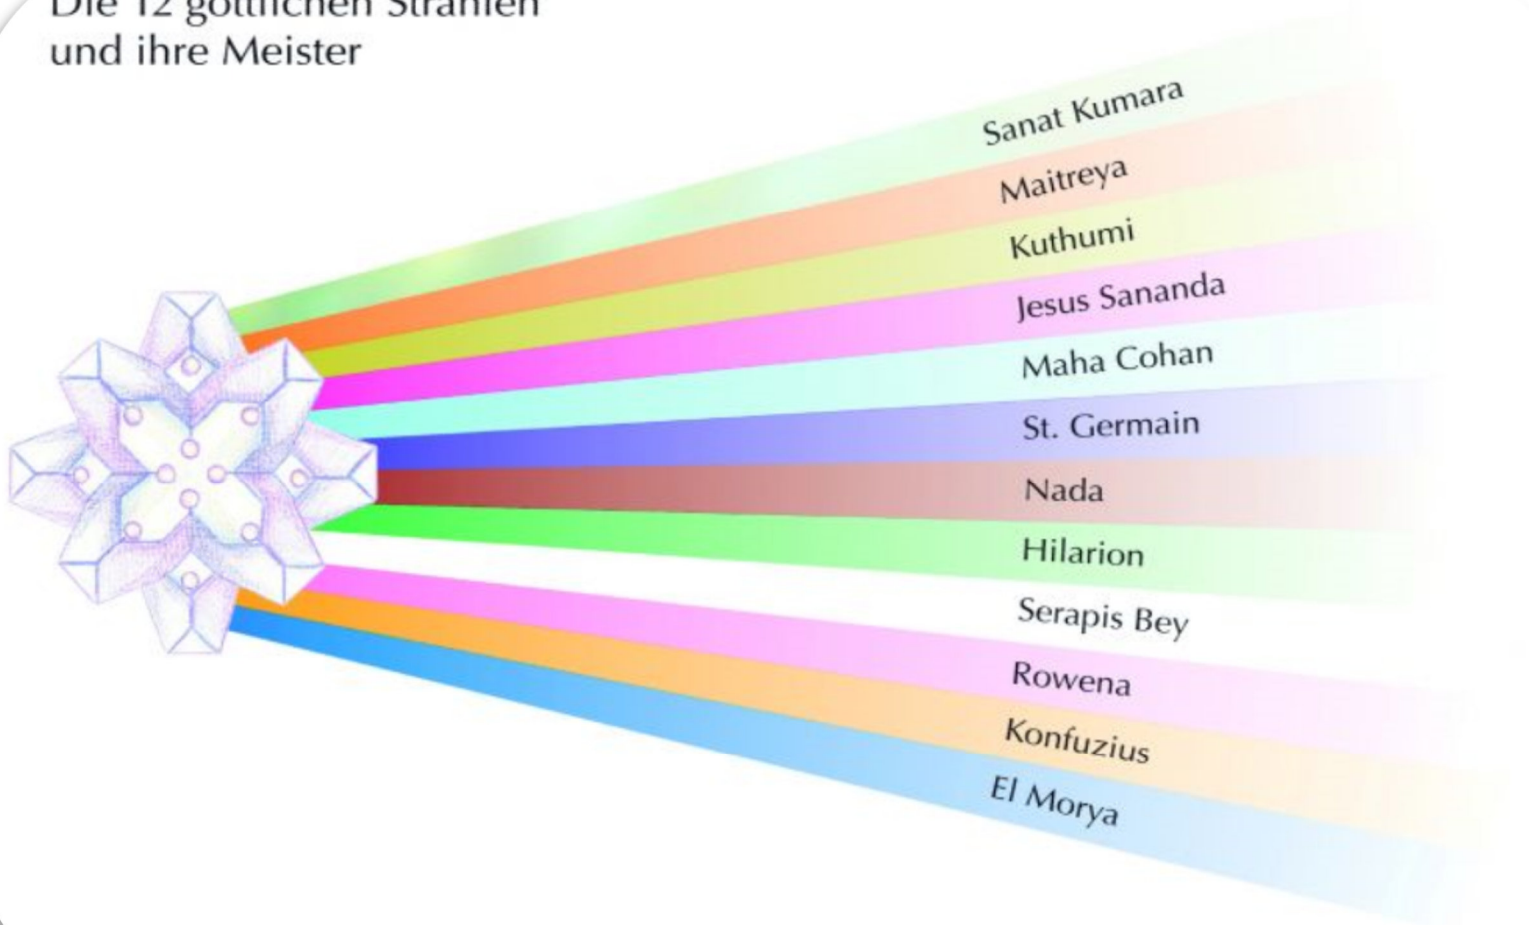 Die 12 göttlichen Strahlen
und ihre Meister
Sanat Kumara
Maitreya
Kuthumi
Jesus Sananda
Maha Cohan
St. Germain
Nada
Hilarion
Serapis Bey
Rowena
Konfuzius
El Morya